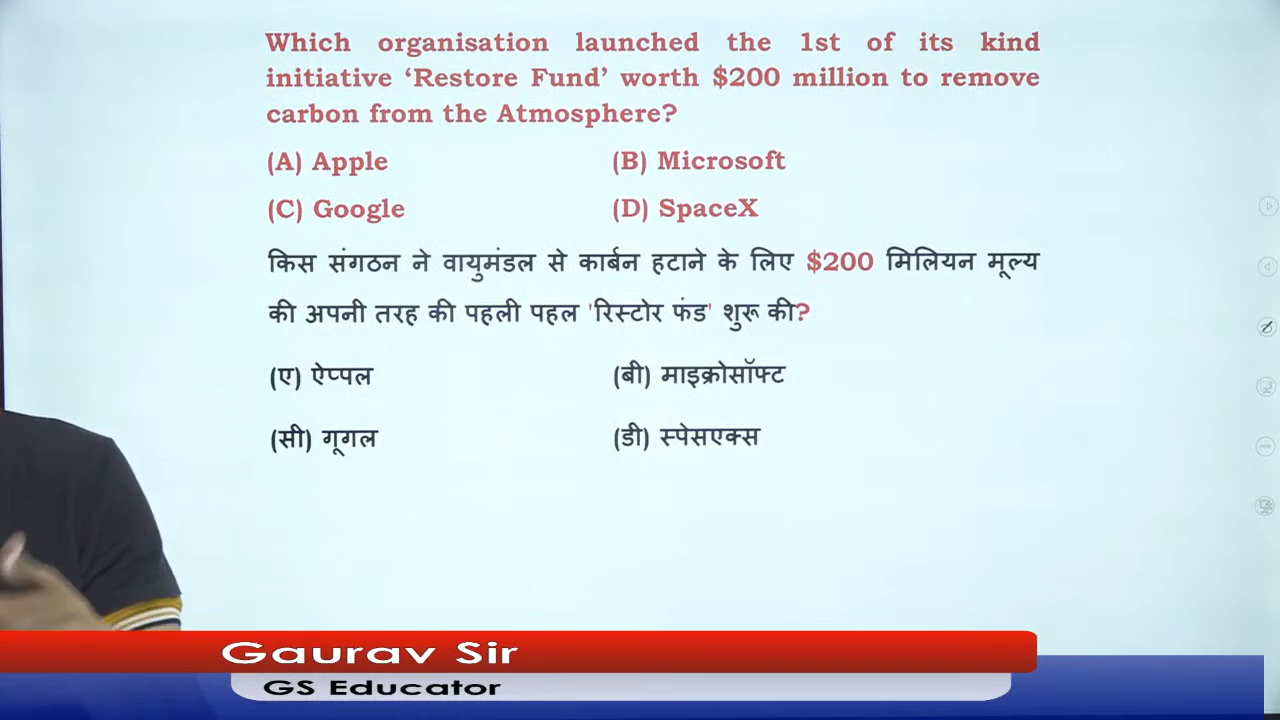 Which organisation launched the 1st of its kind
initiative ‘Restore Fund’ worth $200 million to remove
carbon from the Atmosphere?
(A) Apple (B) Microsoft
(C) Google (D) SpaceX
किस संगठन ने वायुमंडल से कार्बन हटाने के लिए $200 मिलियन मूल्य
की अपनी तरह की पहली पहल 'रिस्टोर फंड' शुरू की?
(ए) ऐप्पल (बी) माइक्रोसॉफ्ट
(सी) गूगल (डी) स्पेसएक्स
Gaurav Sir
GS Educator